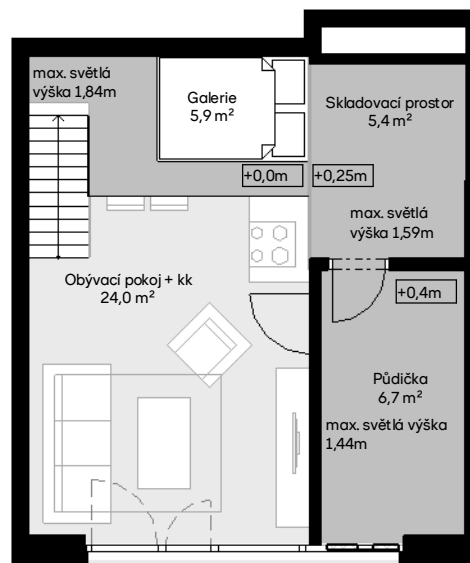 max. světlá
výška 1,84m
Galerie
5,9 m²
Skladovací prostor
5,4 m²
+0,0m
+0,25m
max. světlá
výška 1,59m
Obývací pokoj + kk
24,0 m²
+0,4m
Půdička
6,7 m²
max. světlá výška
1,44m